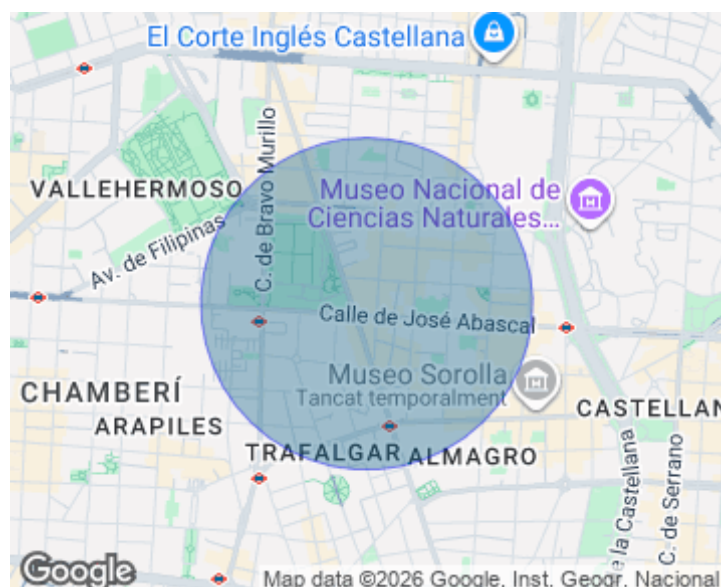 El Corte Inglés Castellana
VALLEHERMOSO
C. de Bravo Murillo
Museo Nacional de
Ciencias Naturales...
Av. de Filipinas
Calle de José Abascal
Museo Sorolla
Tancat temporalment
CHAMBERÍ
ARAPILES
CASTELLAN
TRAFALGAR
ALMAGRO
e la Castellana
C. de Serrano
Google
Map data ©2026 Google, Inst. Geogr. Nacional